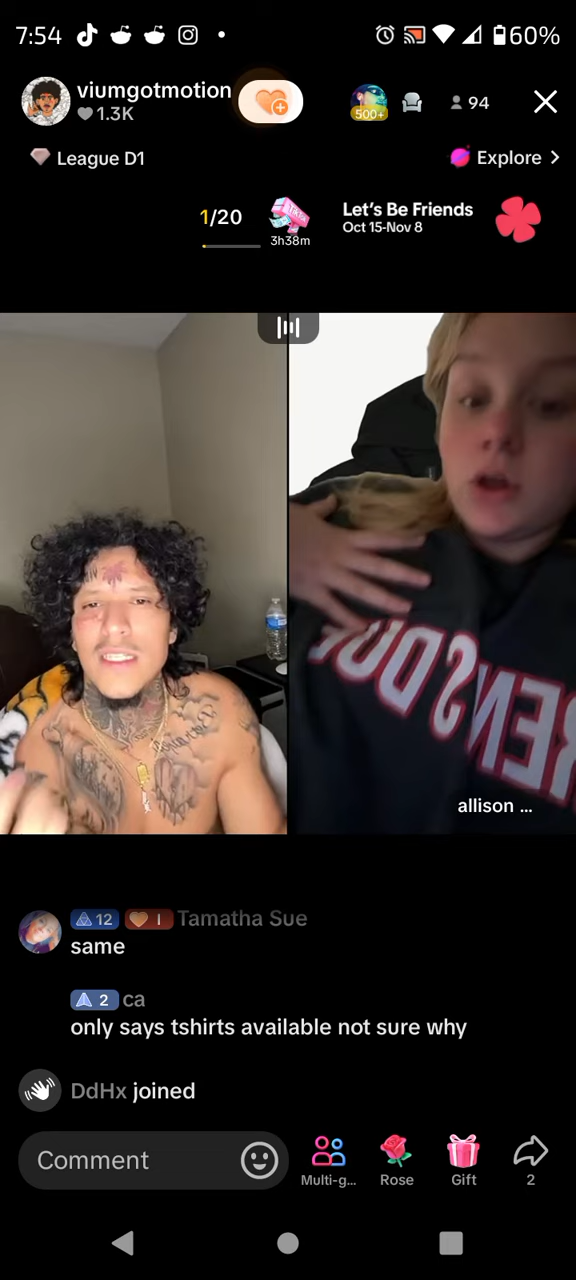 7:54
60%
viumgotmotion
1.3K
500+
94
League D1
Explore
1/20
3h38m
Let's Be Friends
Oct 15-Nov 8
allison ...
12 I Tamatha Sue
same
2 ca
only says tshirts available not sure why
DdHx joined
Comment
Multi-g...
Rose
Gift
2